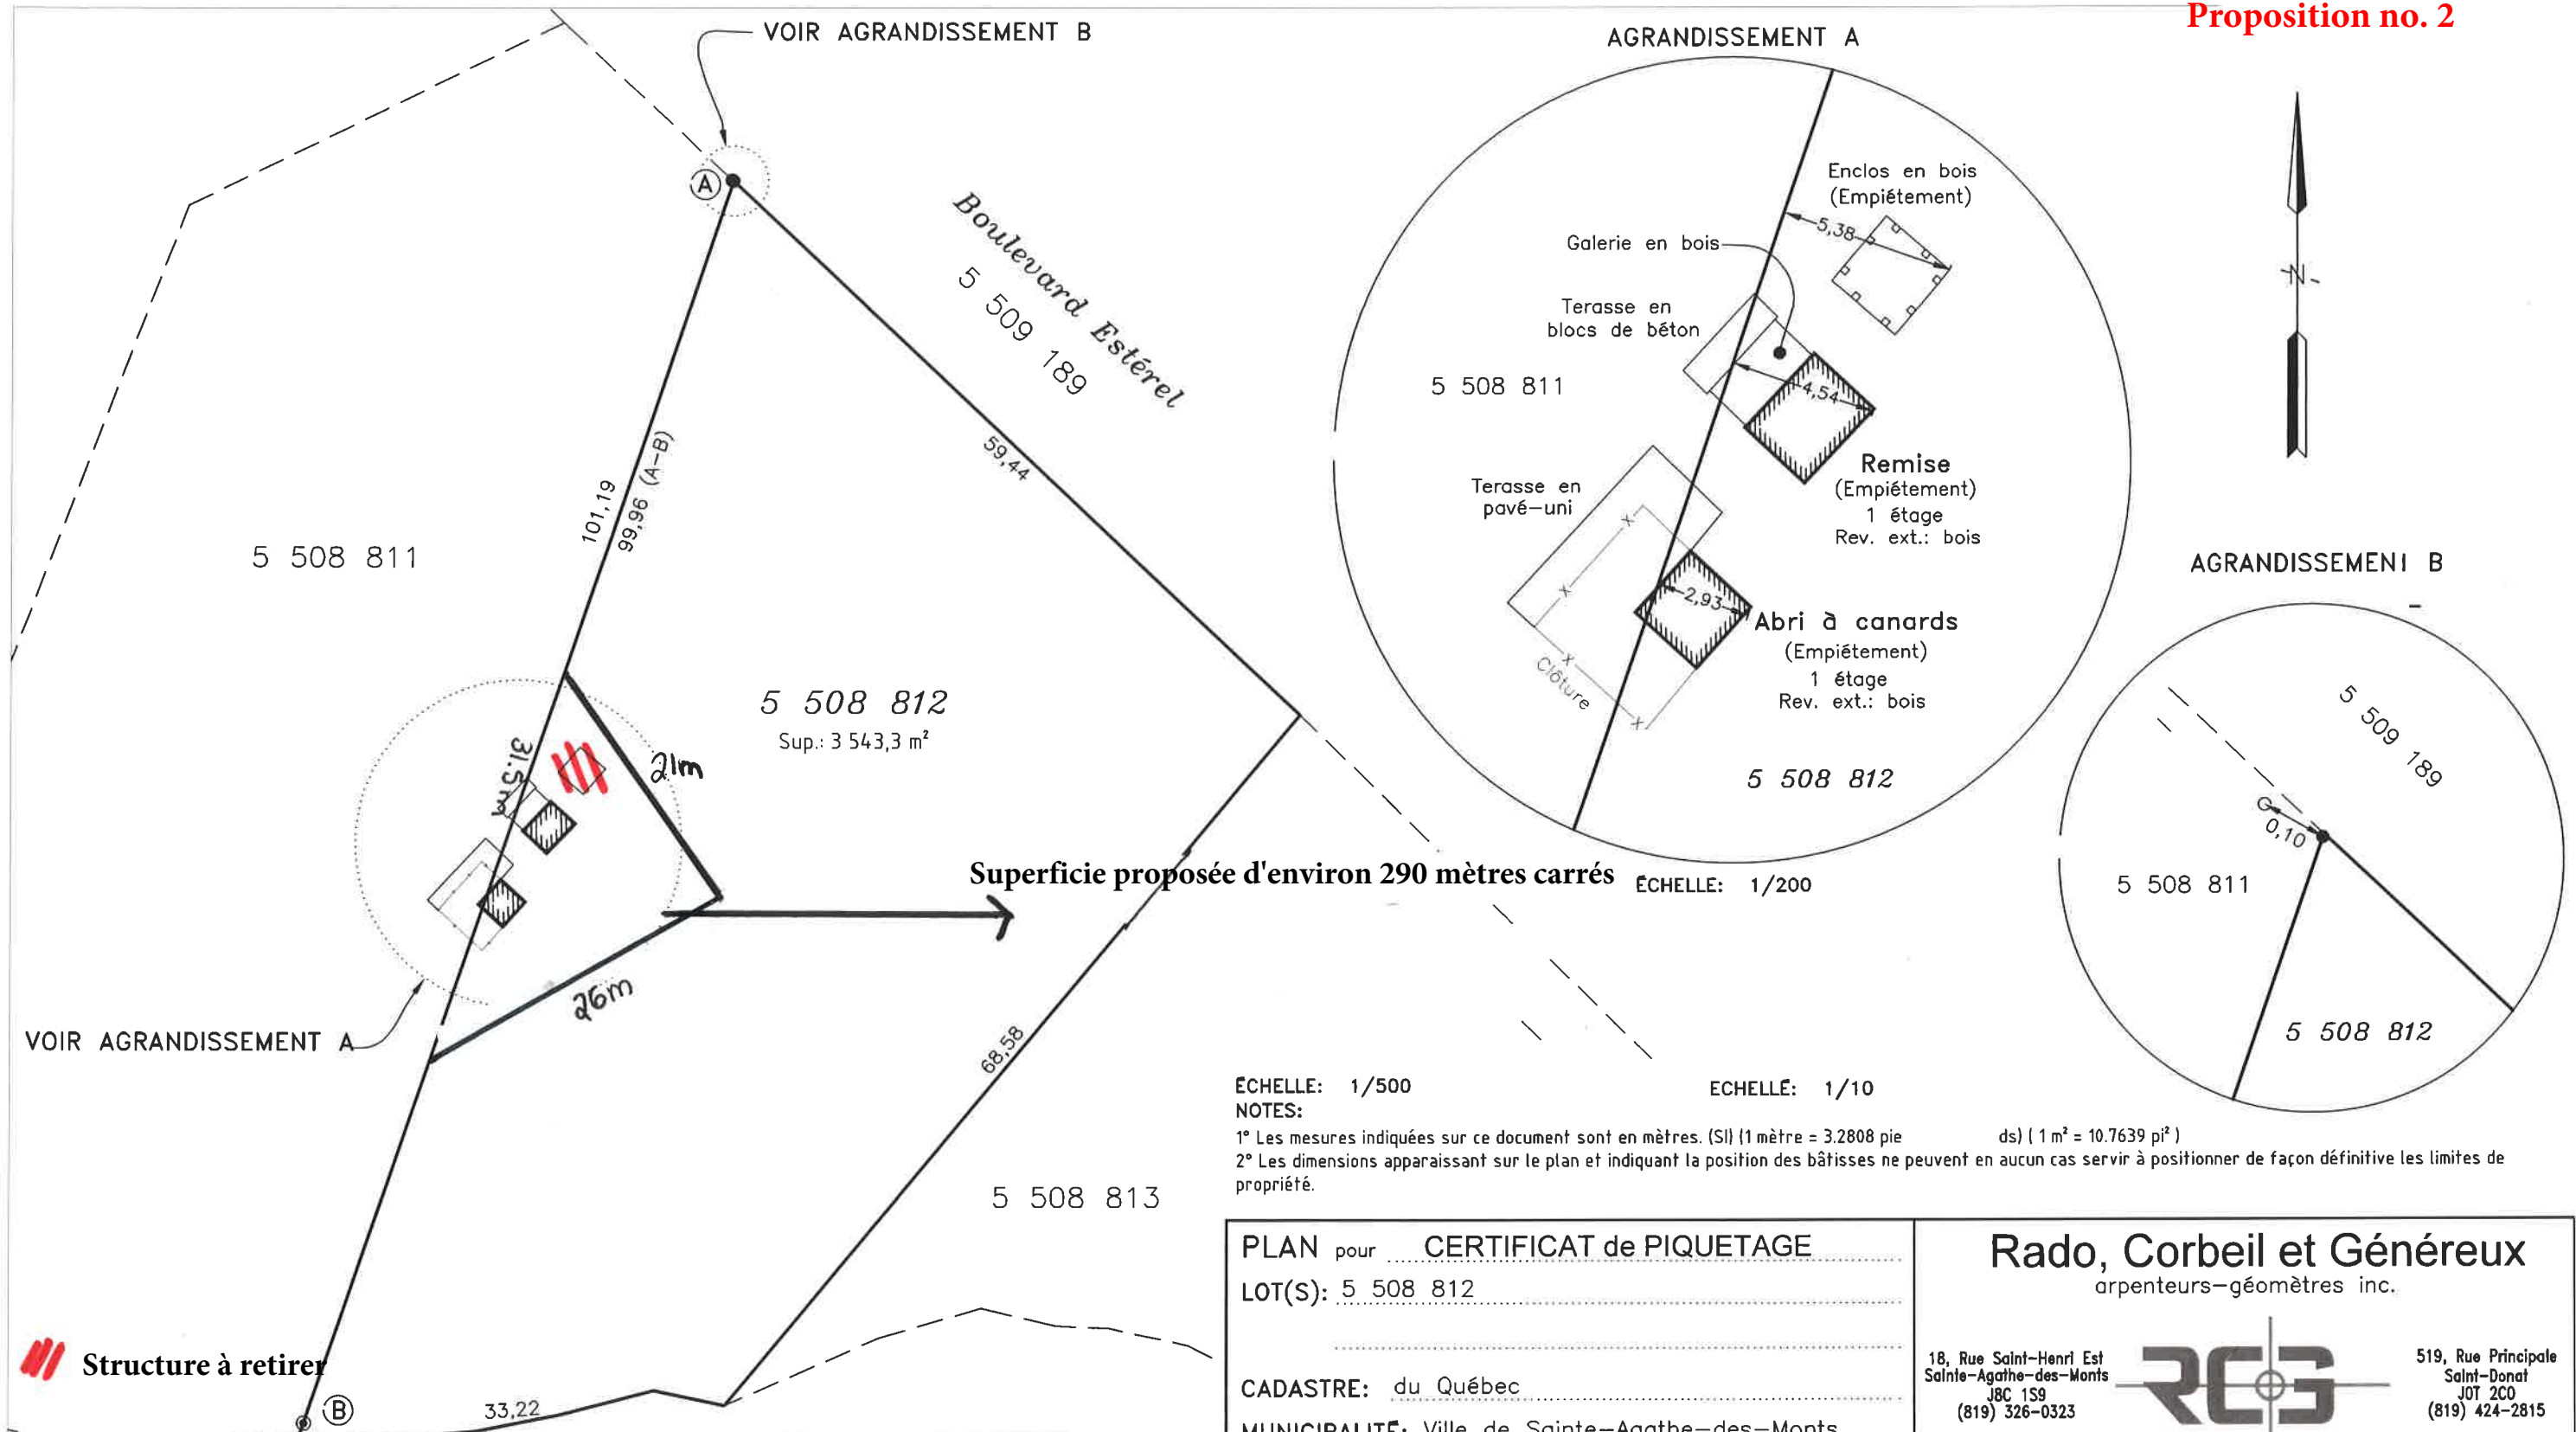 Proposition no. 2
VOIR AGRANDISSEMENT B
A
Boulevard Estérel
5 509 189
59,44
101,19
99,96 (A-B)
5 508 811
5 508 812
Sup.: 3 543,3 m²
31.5m
21m
26m
VOIR AGRANDISSEMENT A
Superficie proposée d'environ 290 mètres carrés
68,58
5 508 813
Structure à retirer
B
33,22
AGRANDISSEMENT A
Enclos en bois
(Empiétement)
5,38
Galerie en bois
Terasse en
blocs de béton
5 508 811
4,54
Remise
(Empiétement)
1 étage
Rev. ext.: bois
Terasse en
pavé-uni
2,93
Abri à canards
(Empiétement)
1 étage
Rev. ext.: bois
Clôture
5 508 812
ÉCHELLE: 1/200
-N-
AGRANDISSEMENT B
5 509 189
0,10
5 508 811
5 508 812
ÉCHELLE: 1/500
ECHELLE: 1/10
NOTES:
1° Les mesures indiquées sur ce document sont en mètres. (SI) (1 mètre = 3.2808 pie ds) ( 1 m² = 10.7639 pi² )
2° Les dimensions apparaissant sur le plan et indiquant la position des bâtisses ne peuvent en aucun cas servir à positionner de façon définitive les limites de
propriété.
PLAN pour CERTIFICAT de PIQUETAGE
LOT(S): 5 508 812
CADASTRE: du Québec
MUNICIPALITÉ: Ville de Sainte-Agathe-des-Monts
Rado, Corbeil et Généreux
arpenteurs-géomètres inc.
18, Rue Saint-Henri Est
Sainte-Agathe-des-Monts
J8C 1S9
(819) 326-0323
RCG
519, Rue Principale
Saint-Donat
J0T 2C0
(819) 424-2815